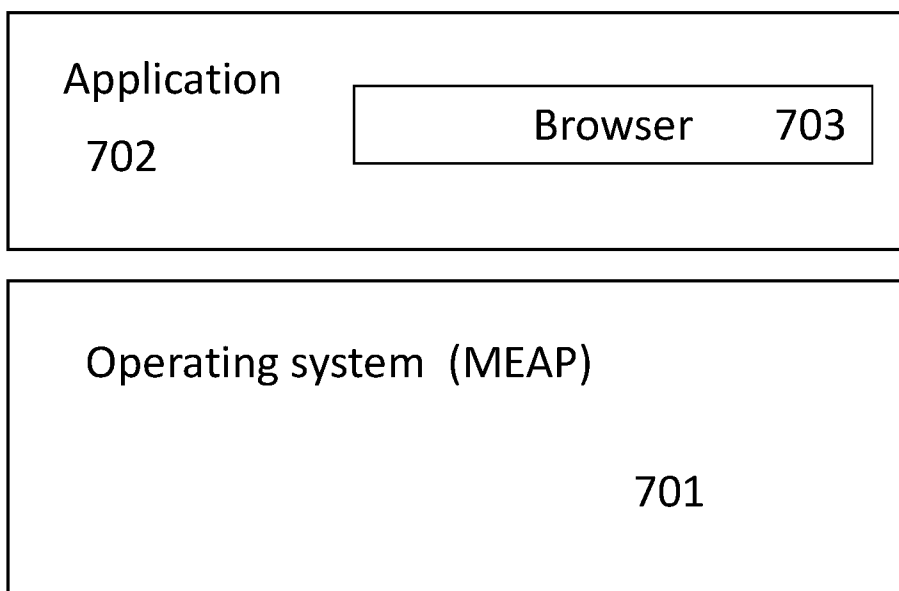 Application
702
Browser 703
Operating system (MEAP)
701